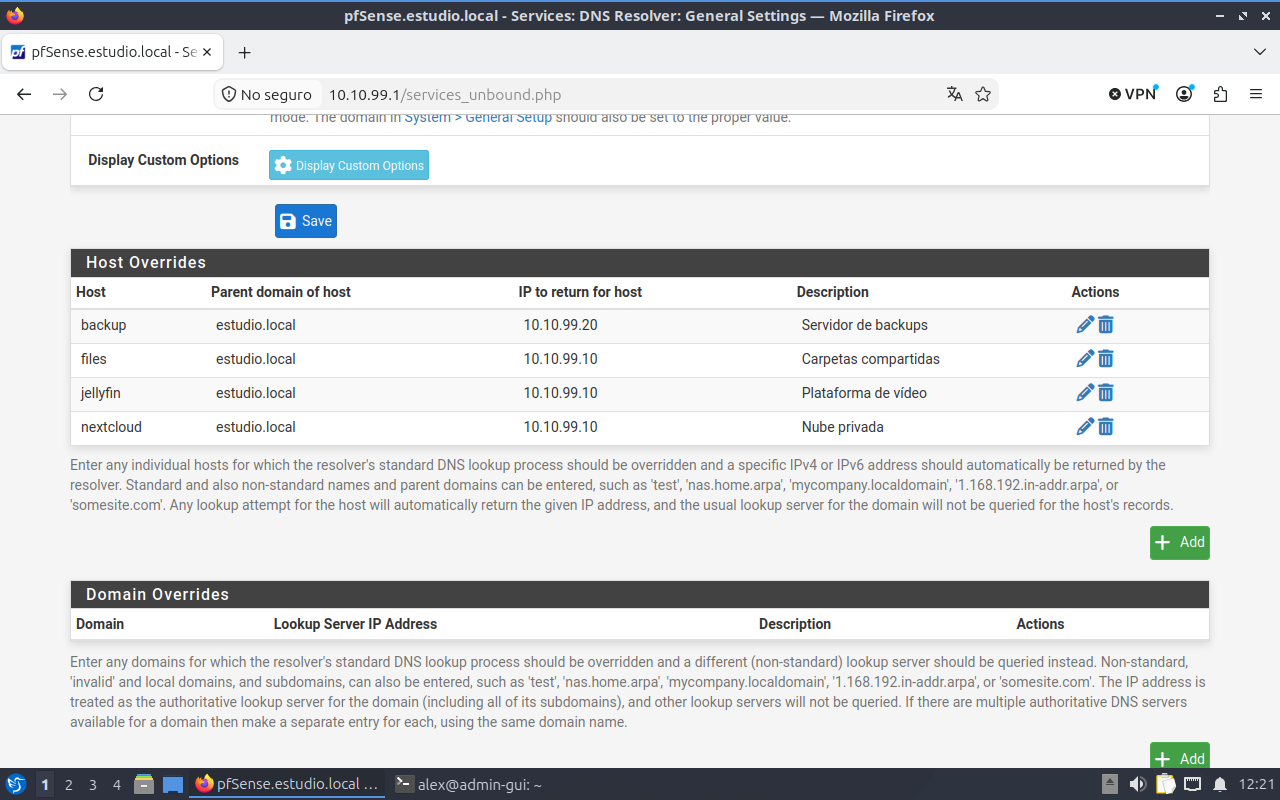 pfSense.estudio.local - Services: DNS Resolver: General Settings — Mozilla Firefox
pfSense.estudio.local - Se
No seguro
10.10.99.1/services_unbound.php
VPN
mode. The domain in System > General Setup should also be set to the proper value.
Display Custom Options
Display Custom Options
Save
Host Overrides
Host Parent domain of host IP to return for host Description Actions
backup estudio.local 10.10.99.20 Servidor de backups
files estudio.local 10.10.99.10 Carpetas compartidas
jellyfin estudio.local 10.10.99.10 Plataforma de vídeo
nextcloud estudio.local 10.10.99.10 Nube privada
Enter any individual hosts for which the resolver's standard DNS lookup process should be overridden and a specific IPv4 or IPv6 address should automatically be returned by the
resolver. Standard and also non-standard names and parent domains can be entered, such as 'test', 'nas.home.arpa', 'mycompany.localdomain', '1.168.192.in-addr.arpa', or
'somesite.com'. Any lookup attempt for the host will automatically return the given IP address, and the usual lookup server for the domain will not be queried for the host's records.
Add
Domain Overrides
Domain Lookup Server IP Address Description Actions
Enter any domains for which the resolver's standard DNS lookup process should be overridden and a different (non-standard) lookup server should be queried instead. Non-standard,
'invalid' and local domains, and subdomains, can also be entered, such as 'test', 'nas.home.arpa', 'mycompany.localdomain', '1.168.192.in-addr.arpa', or 'somesite.com'. The IP address is
treated as the authoritative lookup server for the domain (including all of its subdomains), and other lookup servers will not be queried. If there are multiple authoritative DNS servers
available for a domain then make a separate entry for each, using the same domain name.
Add
1 2 3 4 pfSense.estudio.local ... alex@admin-gui: ~ 12:21